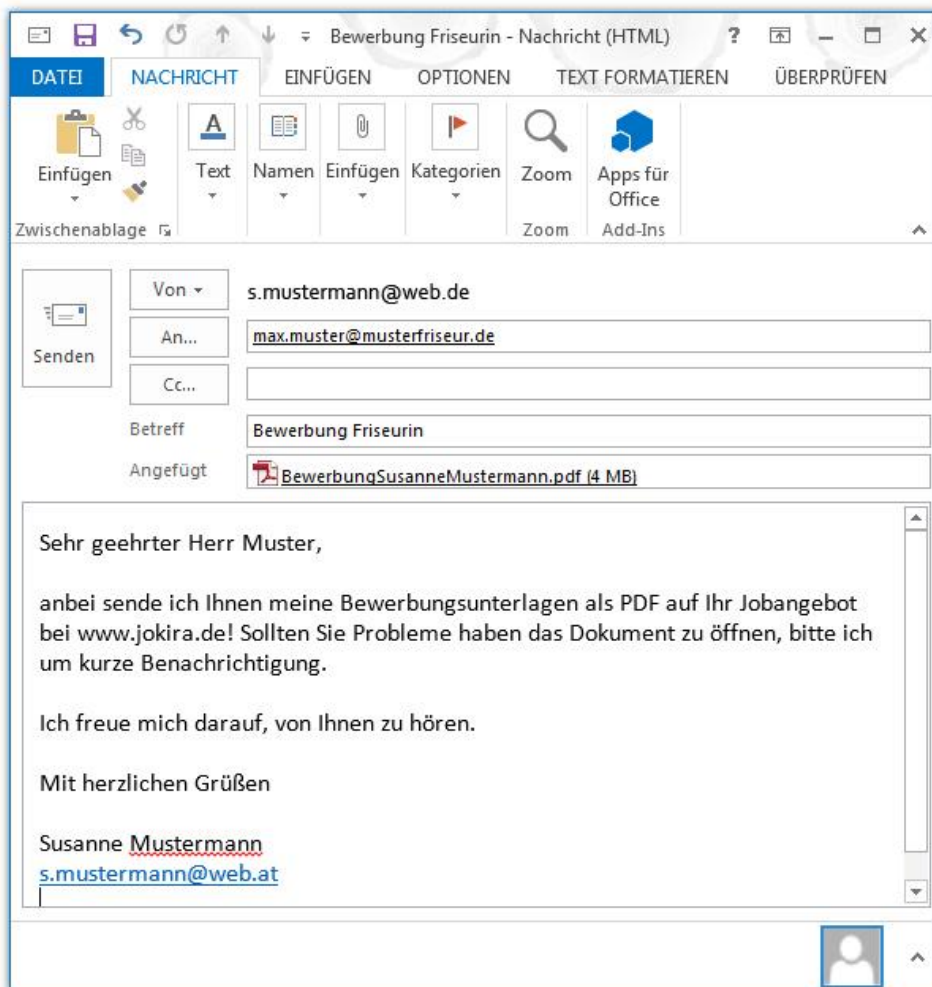 Bewerbung Friseurin - Nachricht (HTML) ?
DATEI NACHRICHT EINFÜGEN OPTIONEN TEXT FORMATIEREN ÜBERPRÜFEN
A
Einfügen Text Namen Einfügen Kategorien Zoom Apps für
Office
Zwischenablage Zoom Add-Ins
Senden
Von s.mustermann@web.de
An... max.muster@musterfriseur.de
Cc...
Betreff Bewerbung Friseurin
Angefügt BewerbungSusanneMustermann.pdf (4 MB)
Sehr geehrter Herr Muster,
anbei sende ich Ihnen meine Bewerbungsunterlagen als PDF auf Ihr Jobangebot
bei www.jokira.de! Sollten Sie Probleme haben das Dokument zu öffnen, bitte ich
um kurze Benachrichtigung.
Ich freue mich darauf, von Ihnen zu hören.
Mit herzlichen Grüßen
Susanne Mustermann
s.mustermann@web.at